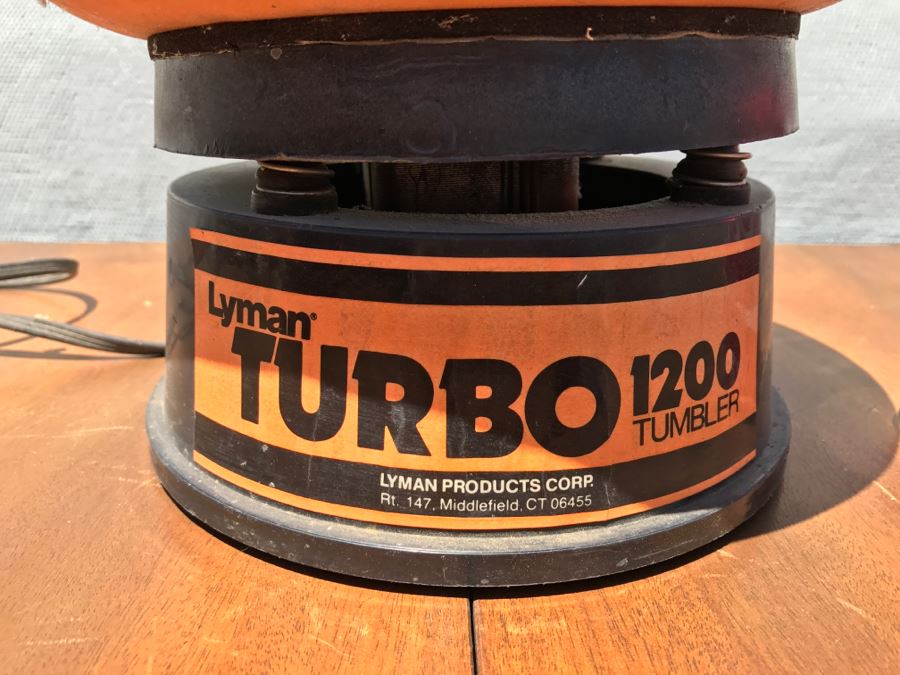 Lyman®
TURBO 1200
TUMBLER
LYMAN PRODUCTS CORP.
Rt. 147, Middlefield, CT 06455